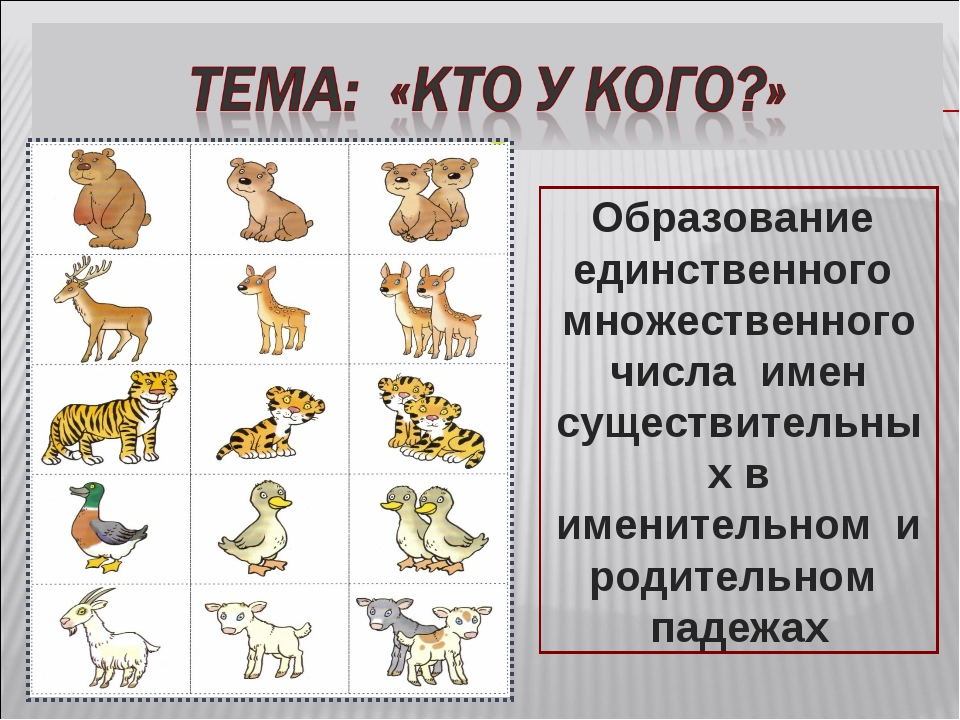 ТЕМА: «КТО У КОГО?»
Образование
единственного
множественного
числа имен
существительны
х в
именительном и
родительном
падежах